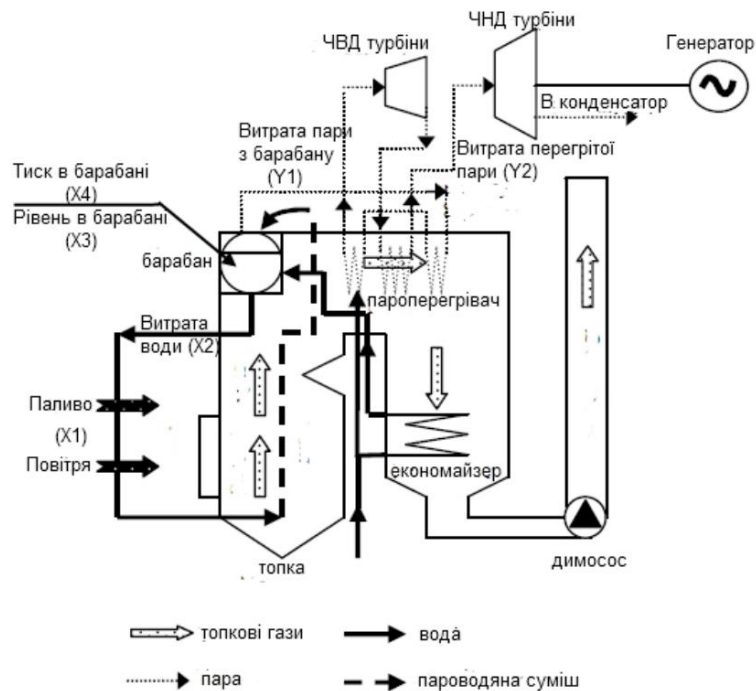 ЧВД турбіни
ЧНД турбіни
Генератор
В конденсатор
Витрата пари
з барабану
(Y1)
Витрата перегрітої
пари (Y2)
Тиск в барабані
(X4)
Рівень в барабані
(X3)
барабан
пароперегрівач
Витрата
води (X2)
Паливо
(X1)
Повітря
економайзер
топка
димосос
топкові гази
вода
пара
пароводяна суміш